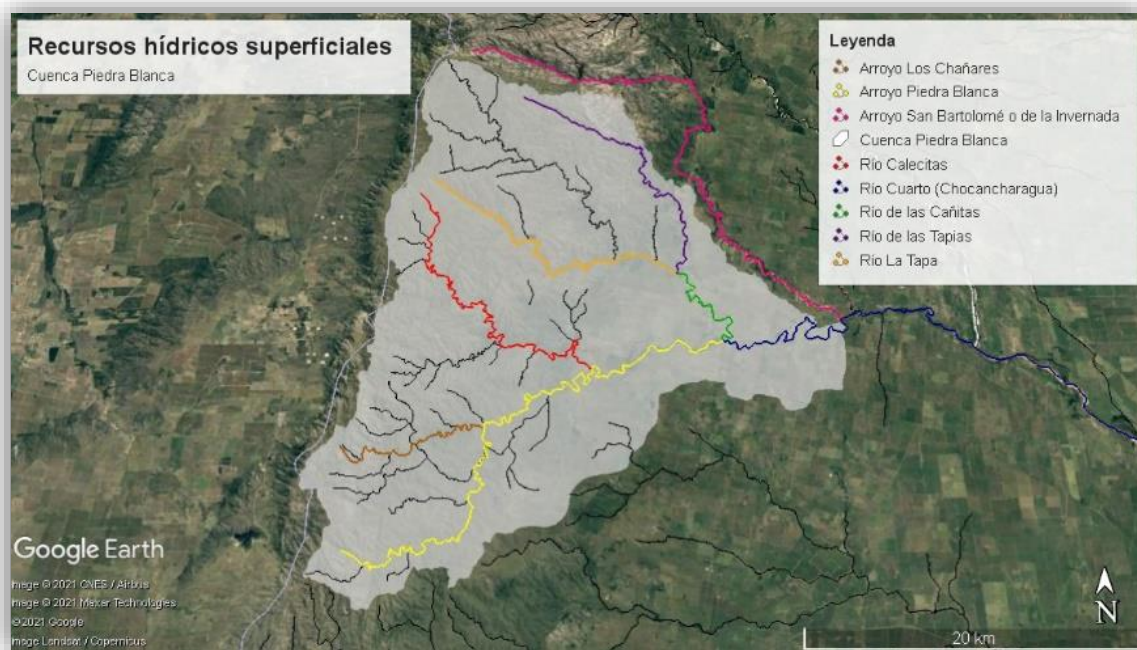 Recursos hídricos superficiales
Cuenca Piedra Blanca
Leyenda
Arroyo Los Chañares
Arroyo Piedra Blanca
Arroyo San Bartolomé o de la Invernada
Cuenca Piedra Blanca
Río Calecitas
Río Cuarto (Chocancharagua)
Río de las Cañitas
Río de las Tapias
Río La Tapa
Google Earth
Image © 2021 CNES / Airbus
Image © 2021 Maxar Technologies
©2021 Google
Image Landsat / Copernicus
N
20 km